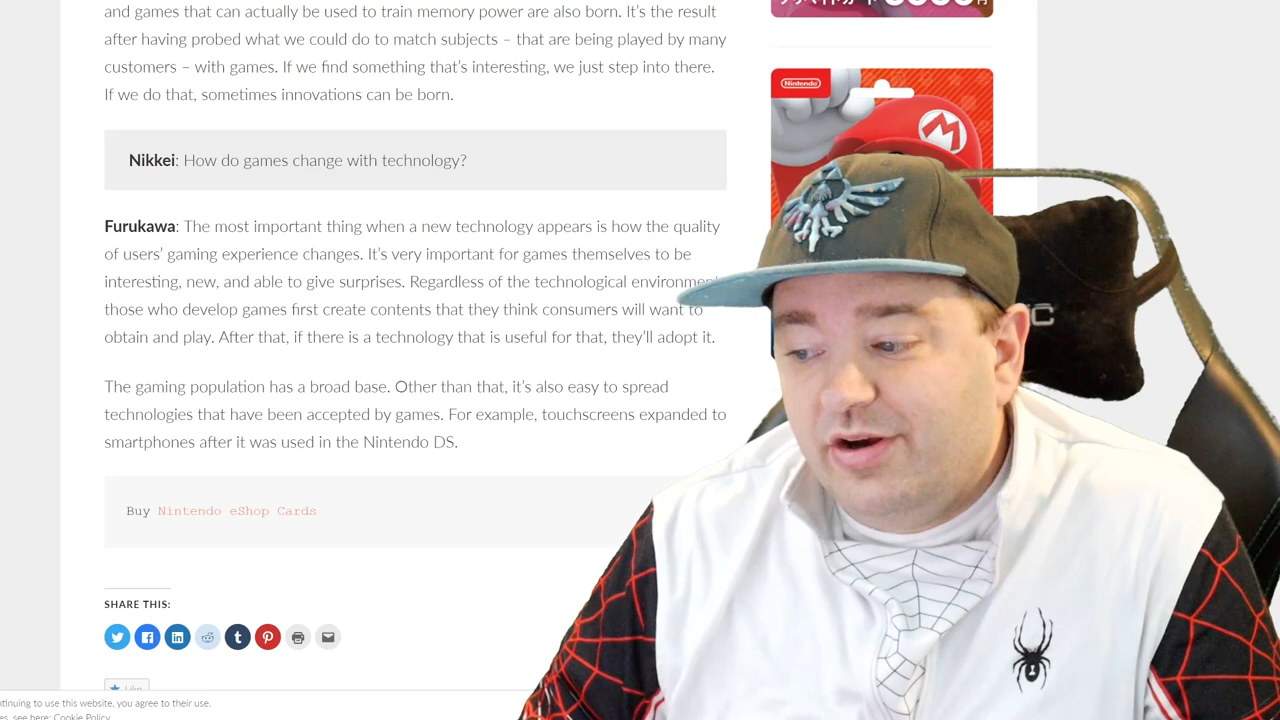 and games that can actually be used to train memory power are also born. It's the result
after having probed what we could do to match subjects – that are being played by many
customers – with games. If we find something that's interesting, we just step into there.
If we do that, sometimes innovations can be born.
Nikkei: How do games change with technology?
Furukawa: The most important thing when a new technology appears is how the quality
of users' gaming experience changes. It's very important for games themselves to be
interesting, new, and able to give surprises. Regardless of the technological environment
those who develop games first create contents that they think consumers will want to
obtain and play. After that, if there is a technology that is useful for that, they'll adopt it.
The gaming population has a broad base. Other than that, it's also easy to spread
technologies that have been accepted by games. For example, touchscreens expanded to
smartphones after it was used in the Nintendo DS.
Buy Nintendo eShop Cards
SHARE THIS:
Like
ntinuing to use this website, you agree to their use.
es, see here: Cookie Policy
Nintendo
M
C